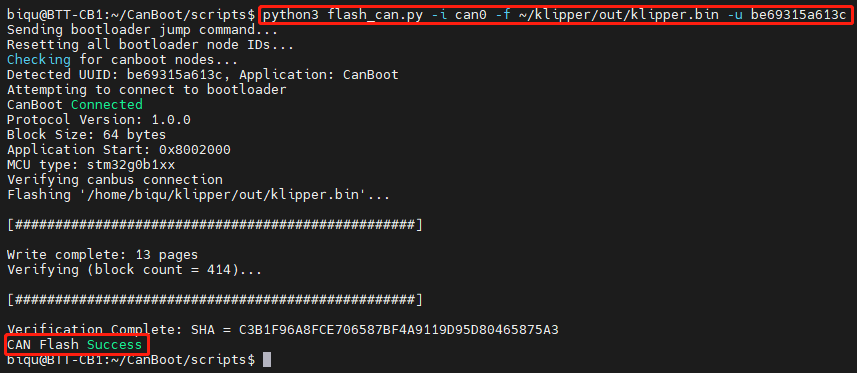 biqu@BTT-CB1:~/CanBoot/scripts$ python3 flash_can.py -i can0 -f ~/klipper/out/klipper.bin -u be69315a613c
Sending bootloader jump command...
Resetting all bootloader node IDs...
Checking for canboot nodes...
Detected UUID: be69315a613c, Application: CanBoot
Attempting to connect to bootloader
CanBoot Connected
Protocol Version: 1.0.0
Block Size: 64 bytes
Application Start: 0x8002000
MCU type: stm32g0b1xx
Verifying canbus connection
Flashing '/home/biqu/klipper/out/klipper.bin'...
[##################################################]
Write complete: 13 pages
Verifying (block count = 414)...
[##################################################]
Verification Complete: SHA = C3B1F96A8FCE706587BF4A9119D95D80465875A3
CAN Flash Success
biqu@BTT-CB1:~/CanBoot/scripts$